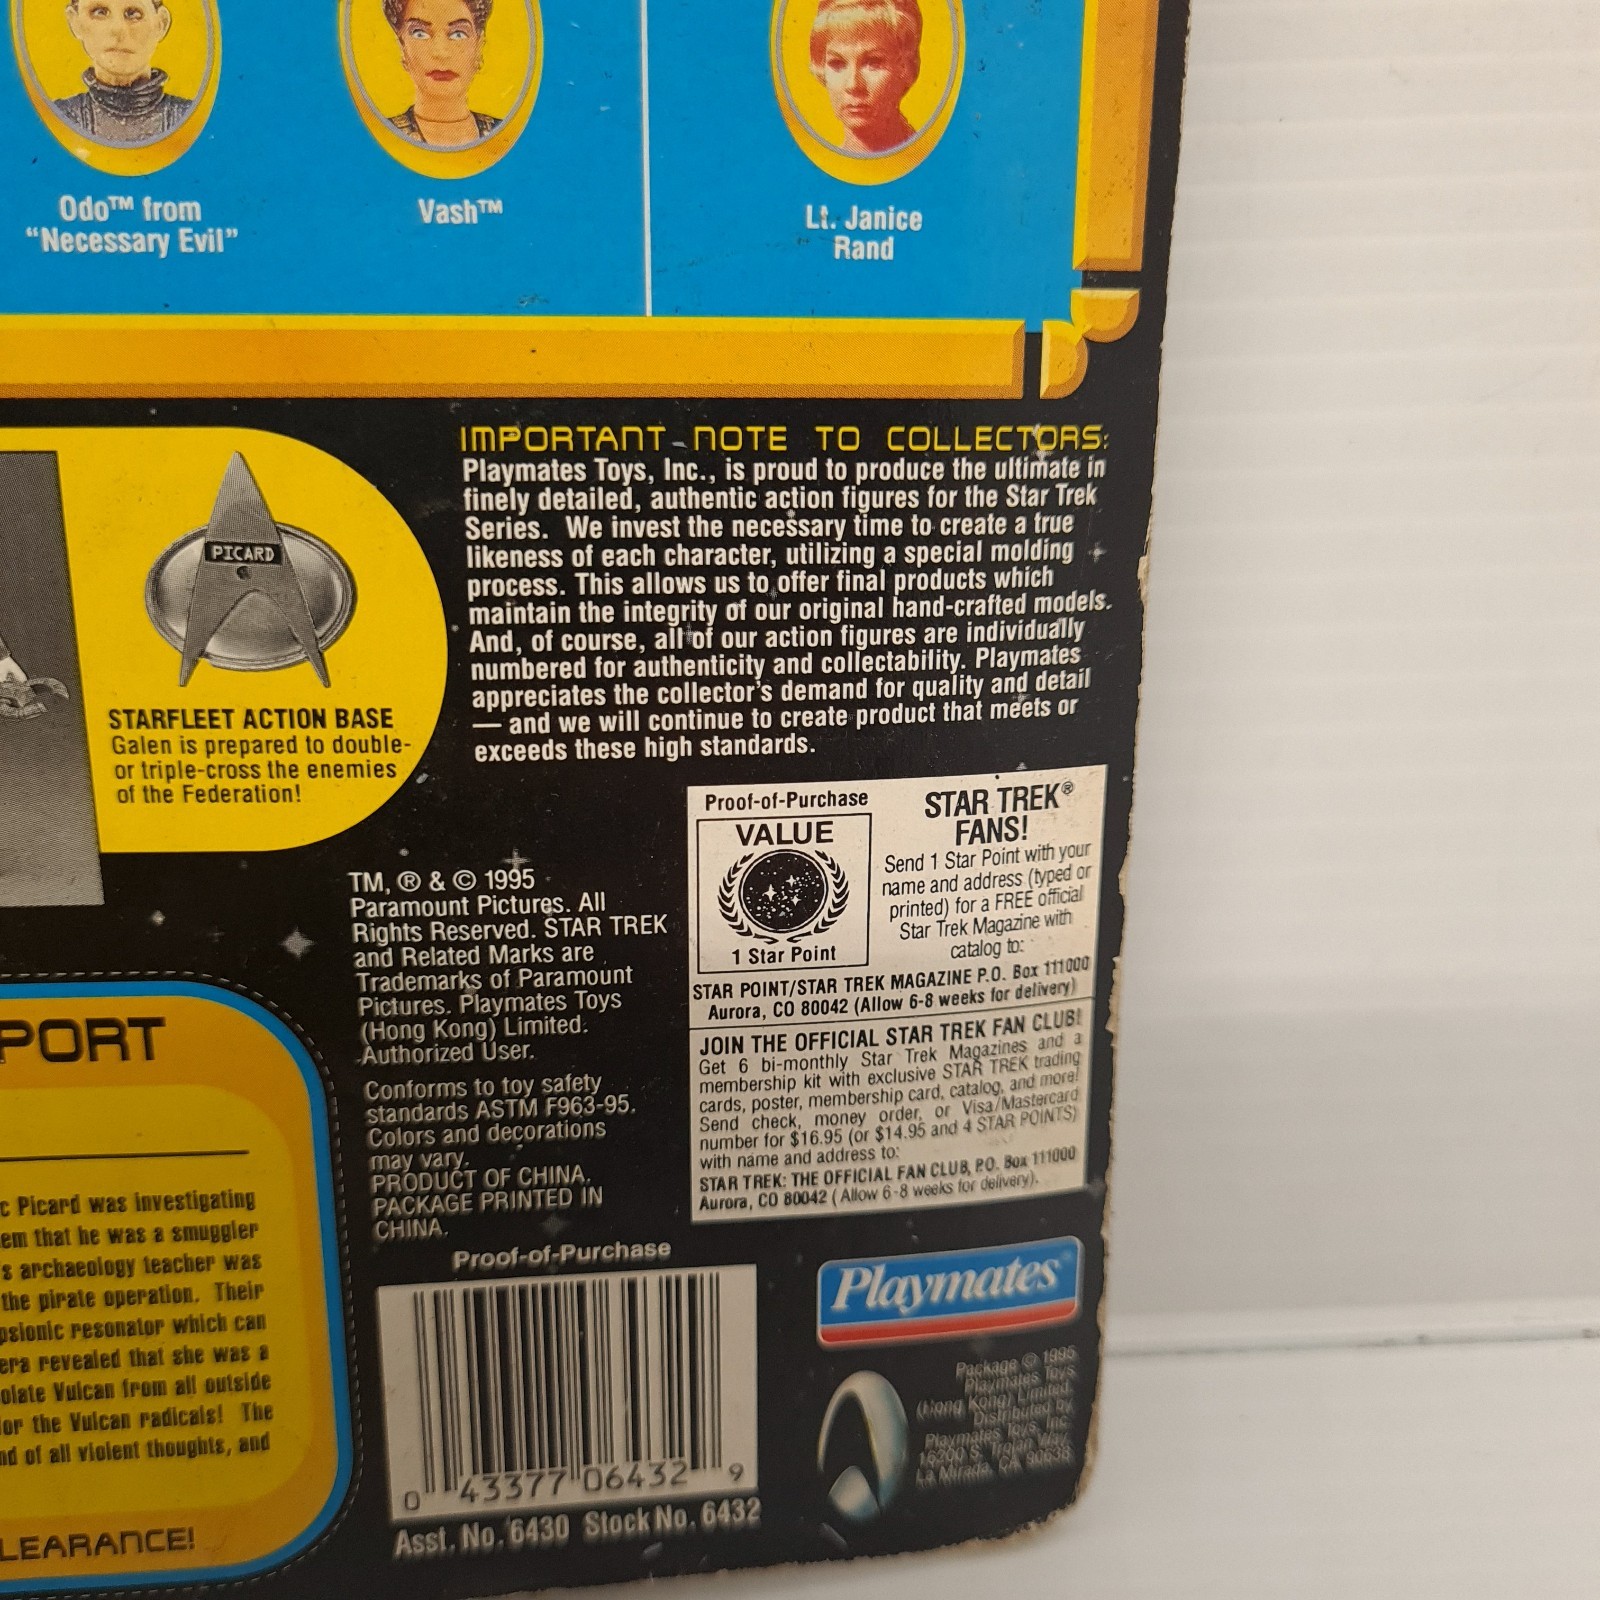 Odo™ from
“Necessary Evil”
Vash™
Lt. Janice
Rand
PICARD
STARFLEET ACTION BASE
Galen is prepared to double-
or triple-cross the enemies
of the Federation!
IMPORTANT NOTE TO COLLECTORS:
Playmates Toys, Inc., is proud to produce the ultimate in
finely detailed, authentic action figures for the Star Trek
Series. We invest the necessary time to create a true
likeness of each character, utilizing a special molding
process. This allows us to offer final products which
maintain the integrity of our original hand-crafted models.
And, of course, all of our action figures are individually
numbered for authenticity and collectability. Playmates
appreciates the collector’s demand for quality and detail
— and we will continue to create product that meets or
exceeds these high standards.
TM, ® & © 1995
Paramount Pictures. All
Rights Reserved. STAR TREK
and Related Marks are
Trademarks of Paramount
Pictures. Playmates Toys
(Hong Kong) Limited.
Authorized User.
Conforms to toy safety
standards ASTM F963-95.
Colors and decorations
may vary.
PRODUCT OF CHINA.
PACKAGE PRINTED IN
CHINA.
Proof-of-Purchase
VALUE
1 Star Point
STAR TREK®
FANS!
Send 1 Star Point with your
name and address (typed or
printed) for a FREE official
Star Trek Magazine with
catalog to:
STAR POINT/STAR TREK MAGAZINE P.O. Box 111000
Aurora, CO 80042 (Allow 6-8 weeks for delivery)
JOIN THE OFFICIAL STAR TREK FAN CLUB!
Get 6 bi-monthly Star Trek Magazines and a
membership kit with exclusive STAR TREK trading
cards, poster, membership card, catalog, and more!
Send check, money order, or Visa/Mastercard
number for $16.95 (or $14.95 and 4 STAR POINTS)
with name and address to:
STAR TREK: THE OFFICIAL FAN CLUB, P.O. Box 111000
Aurora, CO 80042 (Allow 6-8 weeks for delivery).
PORT
c Picard was investigating
em that he was a smuggler
s archaeology teacher was
the pirate operation. Their
psionic resonator which can
era revealed that she was a
olate Vulcan from all outside
for the Vulcan radicals! The
nd of all violent thoughts, and
LEARANCE!
Proof-of-Purchase
0 43377 06432 9
Asst. No. 6430 Stock No. 6432
Playmates
Package © 1995
Playmates Toys
(Hong Kong) Limited.
Distributed by
Playmates Toys, Inc.
16200 S. Trojan Way,
La Mirada, CA 90638